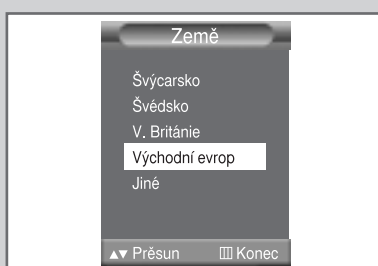 Země
Švýcarsko
Švédsko
V. Británie
Východní evrop
Jiné
▲▼ Přesun    Konec